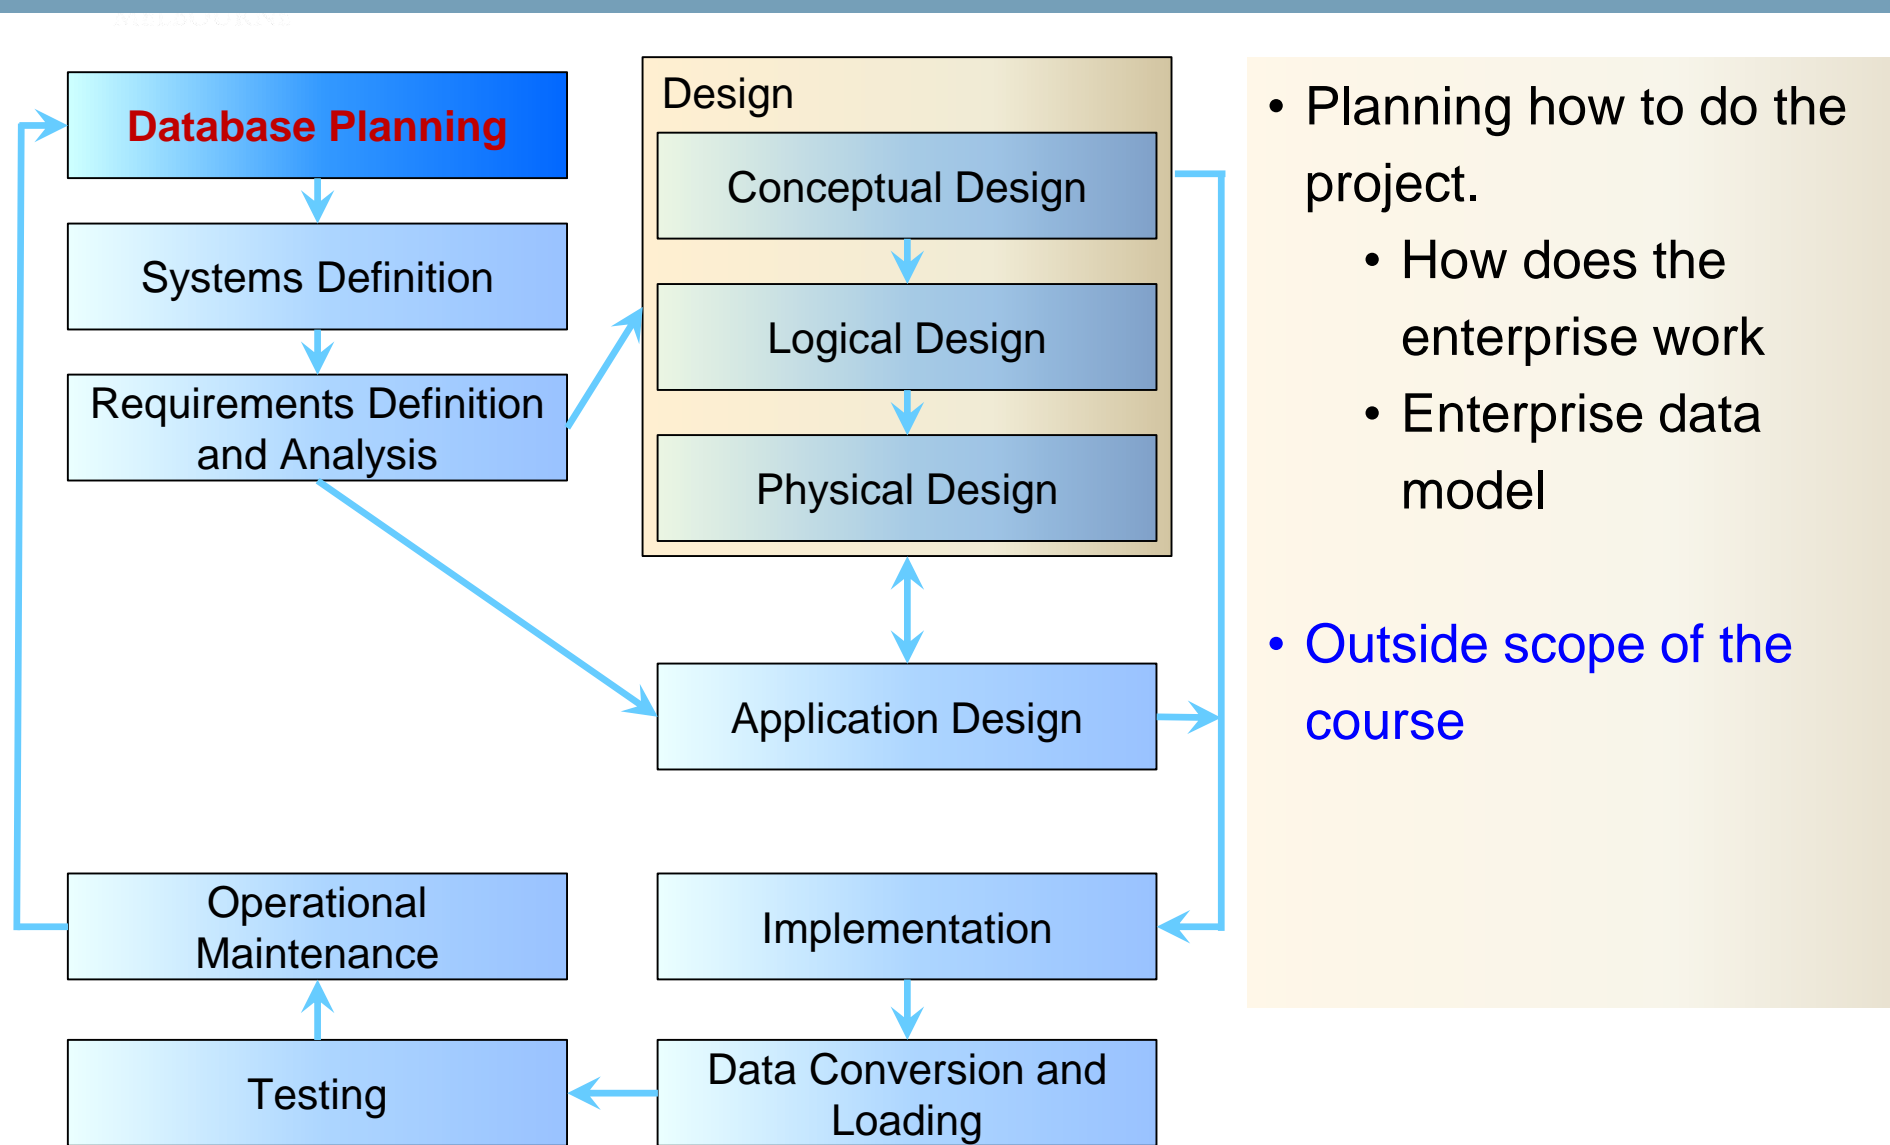 Database Planning
Systems Definition
Requirements Definition
and Analysis
Design
Conceptual Design
Logical Design
Physical Design
Application Design
Operational
Maintenance
Implementation
Testing
Data Conversion and
Loading
• Planning how to do the
project.
• How does the
enterprise work
• Enterprise data
model
• Outside scope of the
course